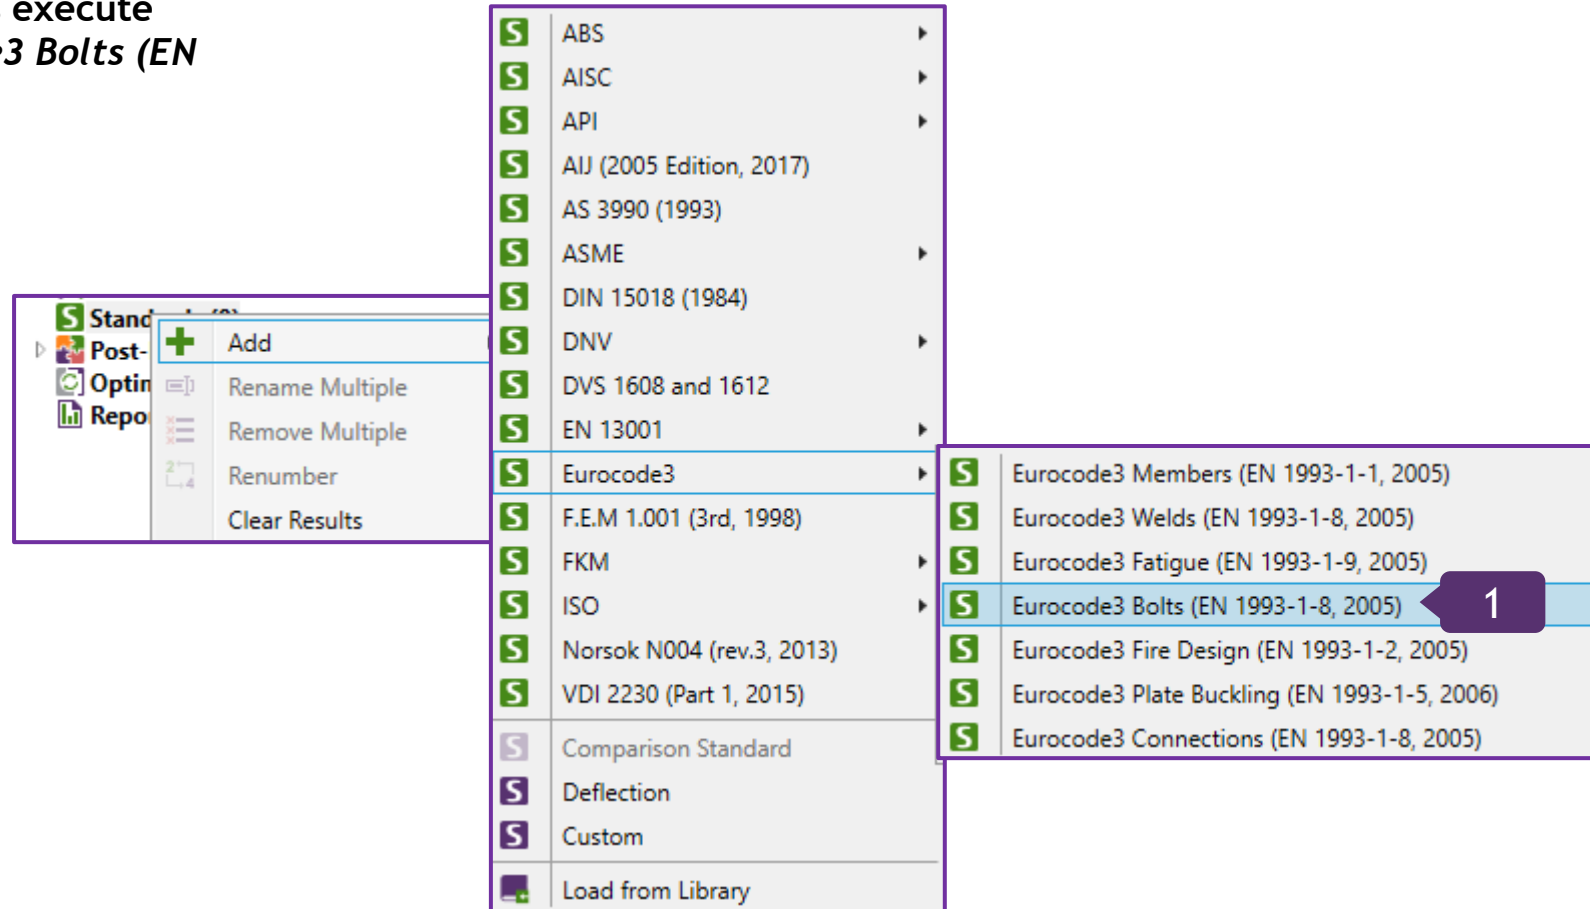 execute
3 Bolts (EN
ABS
AISC
API
AIJ (2005 Edition, 2017)
AS 3990 (1993)
ASME
DIN 15018 (1984)
DNV
DVS 1608 and 1612
EN 13001
Eurocode3
F.E.M 1.001 (3rd, 1998)
FKM
ISO
Norsok N004 (rev.3, 2013)
VDI 2230 (Part 1, 2015)
Comparison Standard
Deflection
Custom
Load from Library
Stand
Post-
Optin
Repo
Add
Rename Multiple
Remove Multiple
Renumber
Clear Results
Eurocode3 Members (EN 1993-1-1, 2005)
Eurocode3 Welds (EN 1993-1-8, 2005)
Eurocode3 Fatigue (EN 1993-1-9, 2005)
Eurocode3 Bolts (EN 1993-1-8, 2005)
1
Eurocode3 Fire Design (EN 1993-1-2, 2005)
Eurocode3 Plate Buckling (EN 1993-1-5, 2006)
Eurocode3 Connections (EN 1993-1-8, 2005)